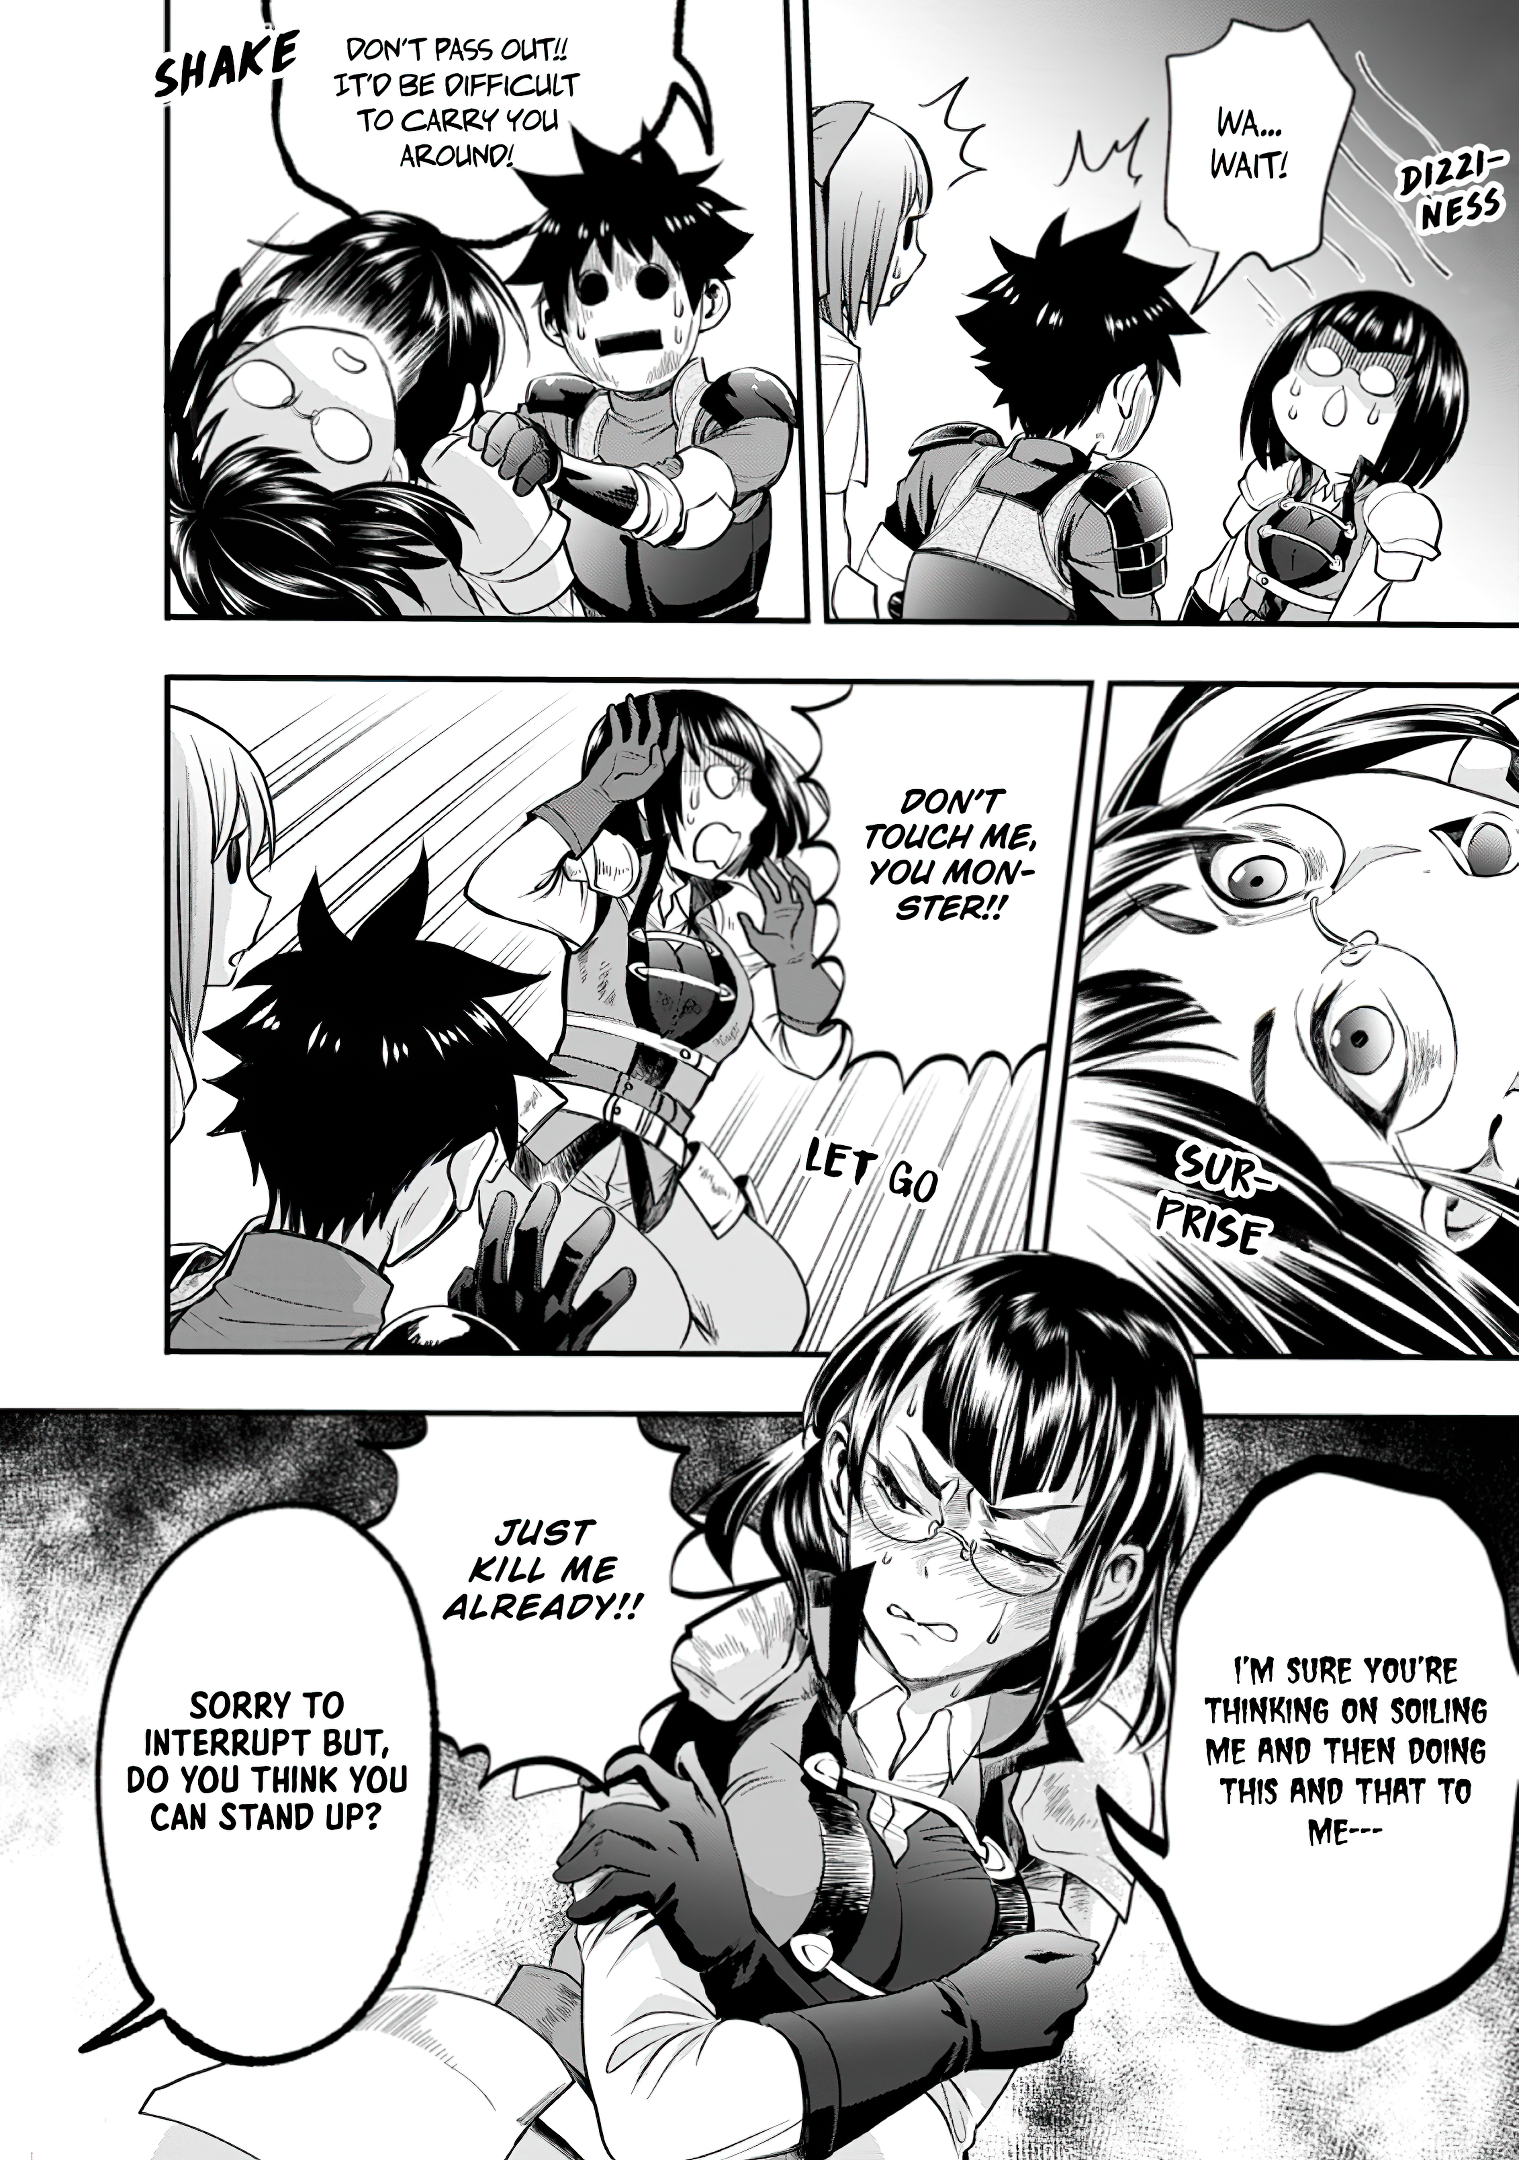 WA...
WAIT!
DIZZI-
NESS
DON'T PASS OUT!!
IT'D BE DIFFICULT
TO CARRY YOU
AROUND!
SHAKE
SUR-
PRISE
DON'T
TOUCH ME,
YOU MON-
STER!!
LET GO
I'M SURE YOU'RE
THINKING ON SOILING
ME AND THEN DOING
THIS AND THAT TO
ME---
JUST
KILL ME
ALREADY!!
SORRY TO
INTERRUPT BUT,
DO YOU THINK YOU
CAN STAND UP?